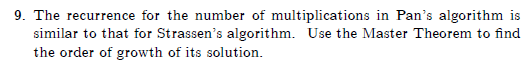 9. The recurrence for the number of multiplications in Pan's algorithm is
similar to that for Strassen's algorithm. Use the Master Theorem to find
the order of growth of its solution.